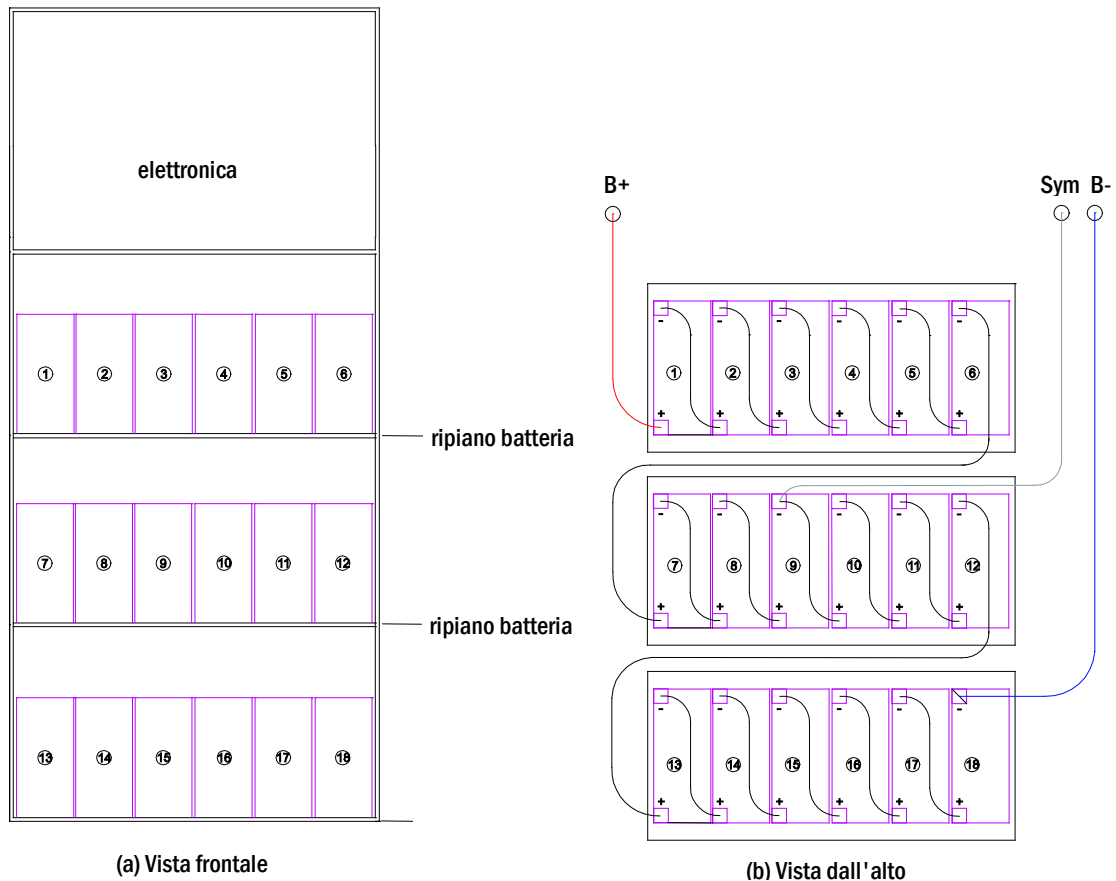 elettronica
1 2 3 4 5 6
ripiano batteria
7 8 9 10 11 12
ripiano batteria
13 14 15 16 17 18
(a) Vista frontale
B+ Sym B-
- - - - - -
1 2 3 4 5 6
+ + + + + +
- - - - - -
7 8 9 10 11 12
+ + + + + +
- - - - - -
13 14 15 16 17 18
+ + + + + +
(b) Vista dall'alto